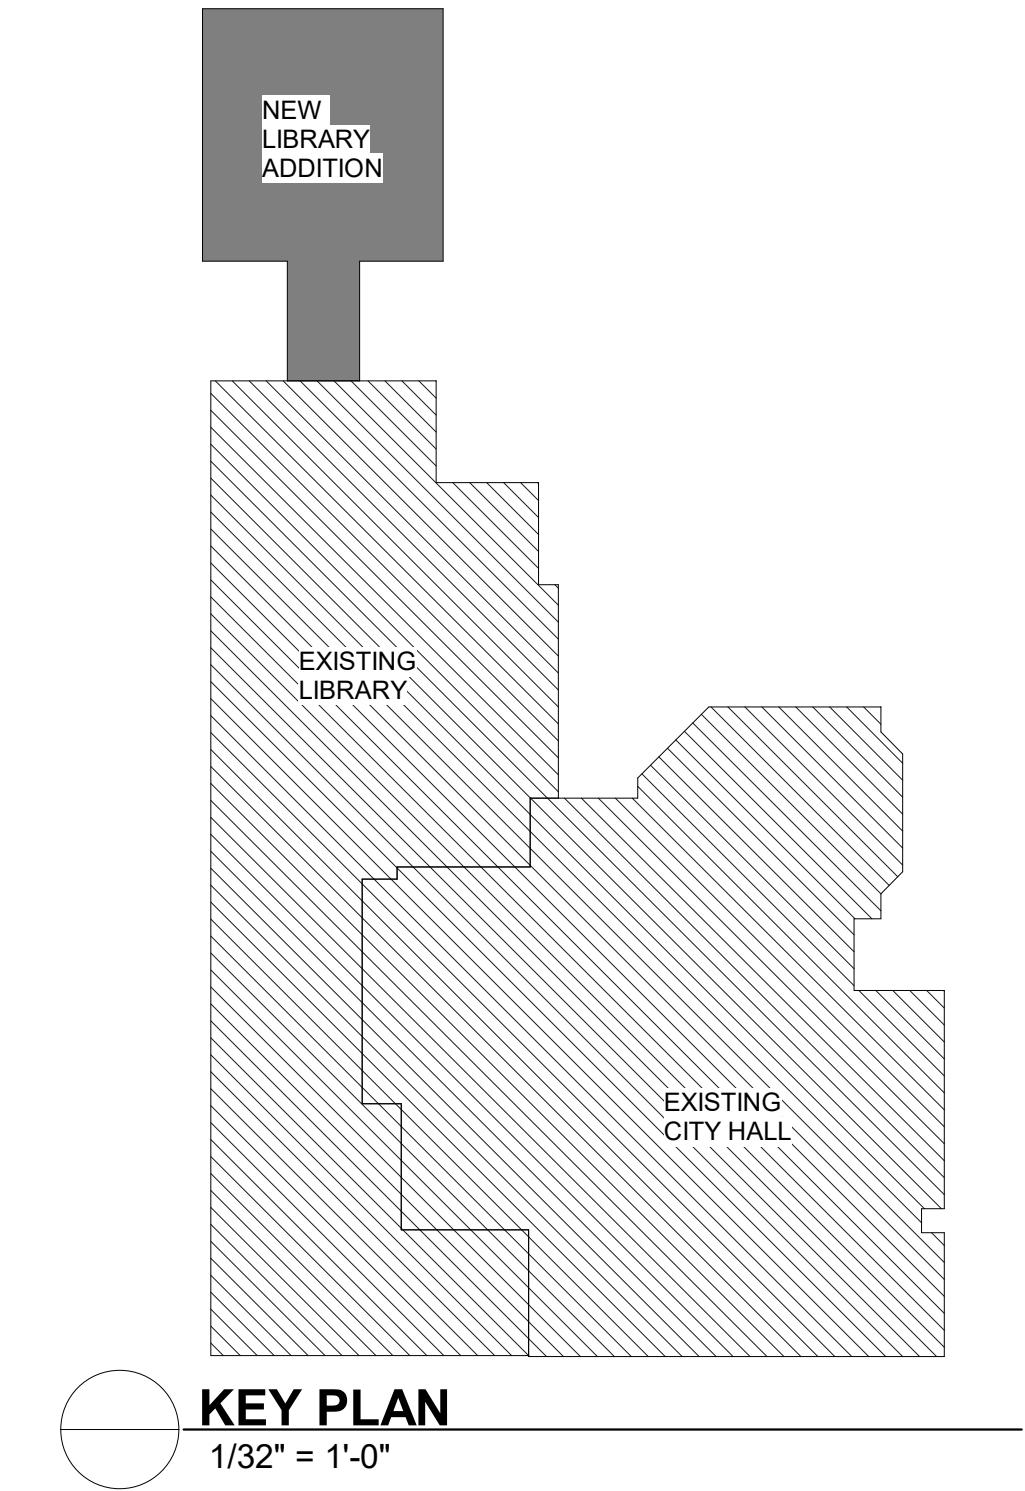 NEW
LIBRARY
ADDITION
EXISTING
LIBRARY
EXISTING
CITY HALL
KEY PLAN
1/32" = 1'-0"